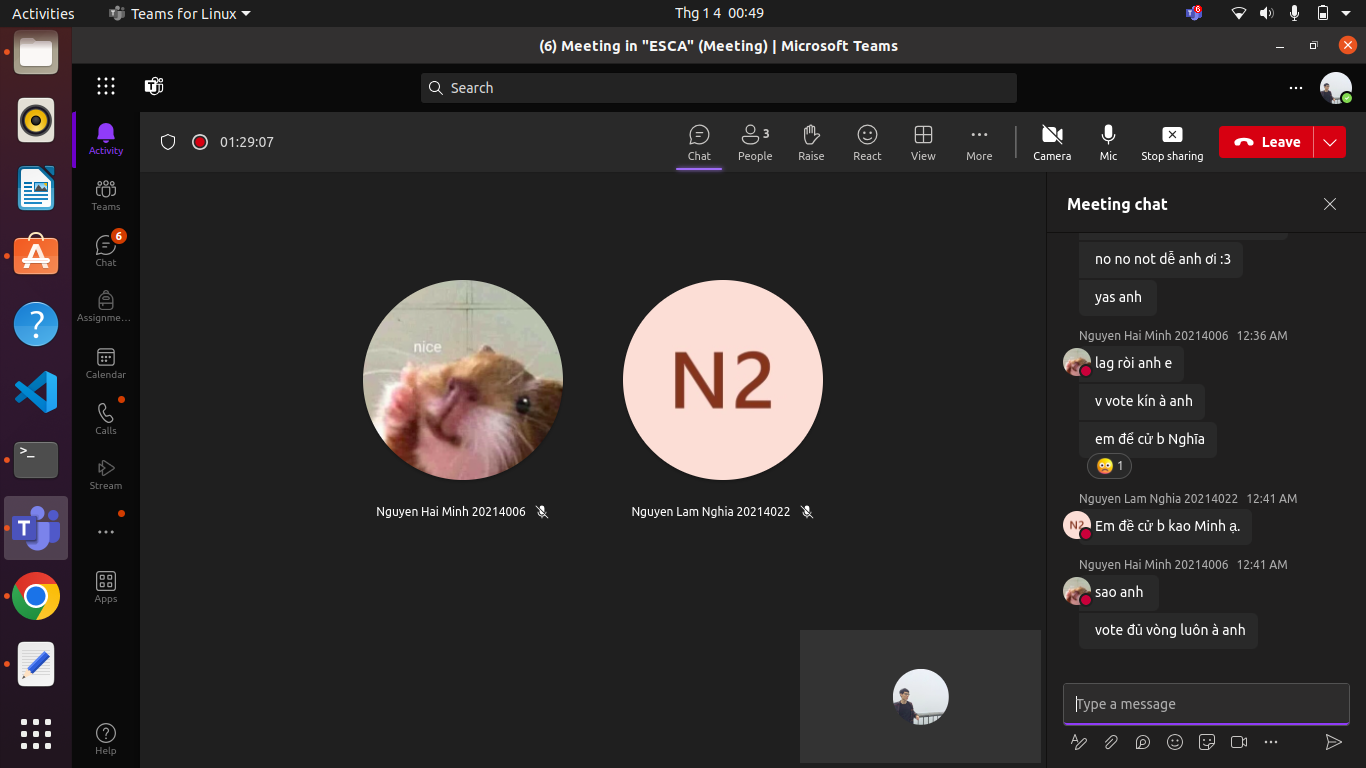 Activities
Teams for Linux
Thg 1 4 00:49
6
(6) Meeting in "ESCA" (Meeting) | Microsoft Teams
Search
Activity
Teams
6
Chat
Assignme...
Calendar
Calls
Stream
Apps
Help
01:29:07
Chat
3
People
Raise
React
View
More
Camera
Mic
Stop sharing
Leave
nice
Nguyen Hai Minh 20214006
N2
Nguyen Lam Nghia 20214022
Meeting chat
no no not dễ anh ơi :3
yas anh
Nguyen Hai Minh 20214006 12:36 AM
lag ròi anh e
v vote kín à anh
em để cử b Nghĩa
1
Nguyen Lam Nghia 20214022 12:41 AM
N2
Em đề cử b kao Minh ạ.
Nguyen Hai Minh 20214006 12:41 AM
sao anh
vote đủ vòng luôn à anh
Type a message